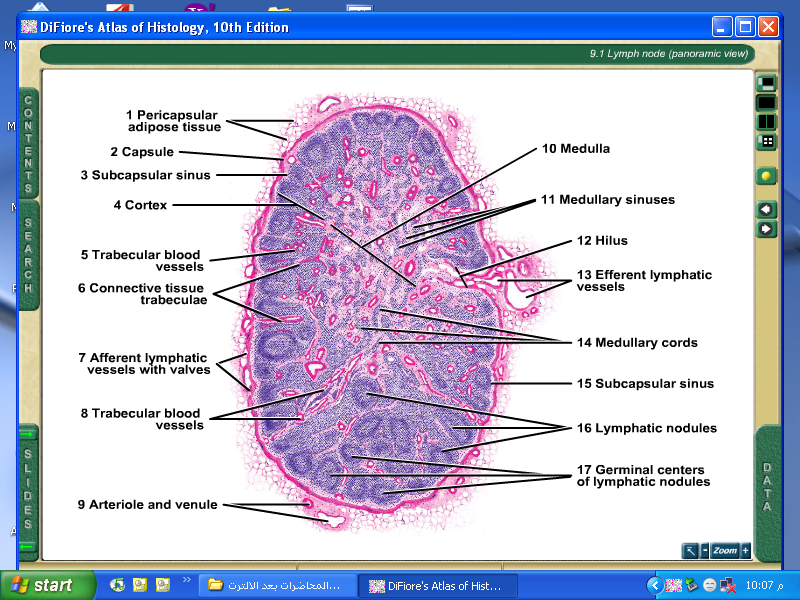 DiFiore's Atlas of Histology, 10th Edition
9.1 Lymph node (panoramic view)
CONTENTS
SEARCH
SLIDES
DATA
1 Pericapsular
adipose tissue
2 Capsule
3 Subcapsular sinus
4 Cortex
5 Trabecular blood
vessels
6 Connective tissue
trabeculae
7 Afferent lymphatic
vessels with valves
8 Trabecular blood
vessels
9 Arteriole and venule
10 Medulla
11 Medullary sinuses
12 Hilus
13 Efferent lymphatic
vessels
14 Medullary cords
15 Subcapsular sinus
16 Lymphatic nodules
17 Germinal centers
of lymphatic nodules
- Zoom +
start
المحاضرات بعد الالترت...
DiFiore's Atlas of Hist...
10:07 م